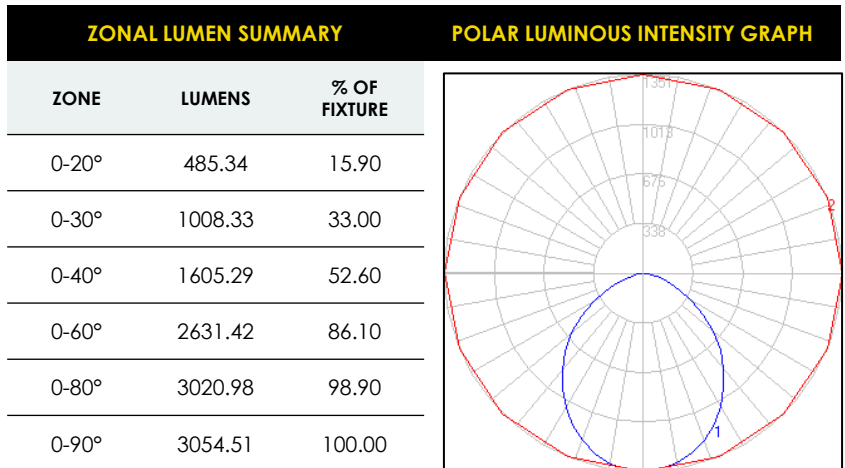 ZONAL LUMEN SUMMARY
POLAR LUMINOUS INTENSITY GRAPH
ZONE LUMENS % OF
FIXTURE
0-20° 485.34 15.90
0-30° 1008.33 33.00
0-40° 1605.29 52.60
0-60° 2631.42 86.10
0-80° 3020.98 98.90
0-90° 3054.51 100.00
1351
1013
676
338
2
1